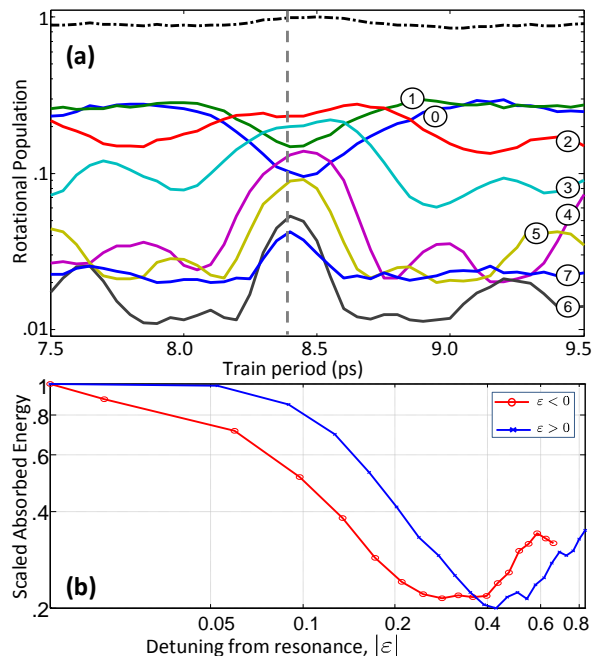 1
(a)
1
0
2
3
4
5
7
6
.1
.01
Rotational Population
7.5 8.0 8.5 9.0 9.5
Train period (ps)
1
.8
.6
.4
0.2
Scaled Absorbed Energy
ε < 0
ε > 0
(b)
0.05 0.1 0.2 0.4 0.6 0.8
Detuning from resonance, |ε|